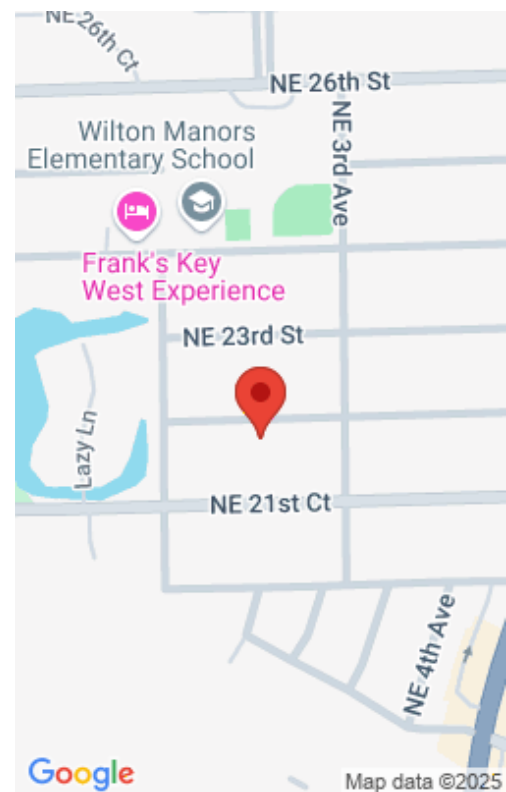 NE 26th Ct
NE 26th St
Wilton Manors
Elementary School
NE 3rd Ave
Frank's Key
West Experience
NE 23rd St
Lazy Ln
NE 21st Ct
NE 4th Ave
Google
Map data ©2025